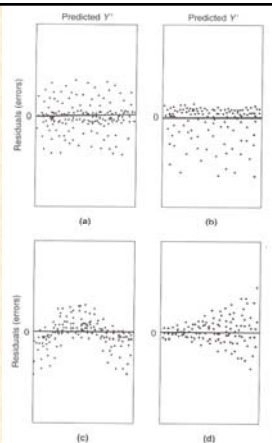 Predicted Y' Predicted Y'
Residuals (errors)
0 0
(a) (b)
Residuals (errors)
0 0
(c) (d)